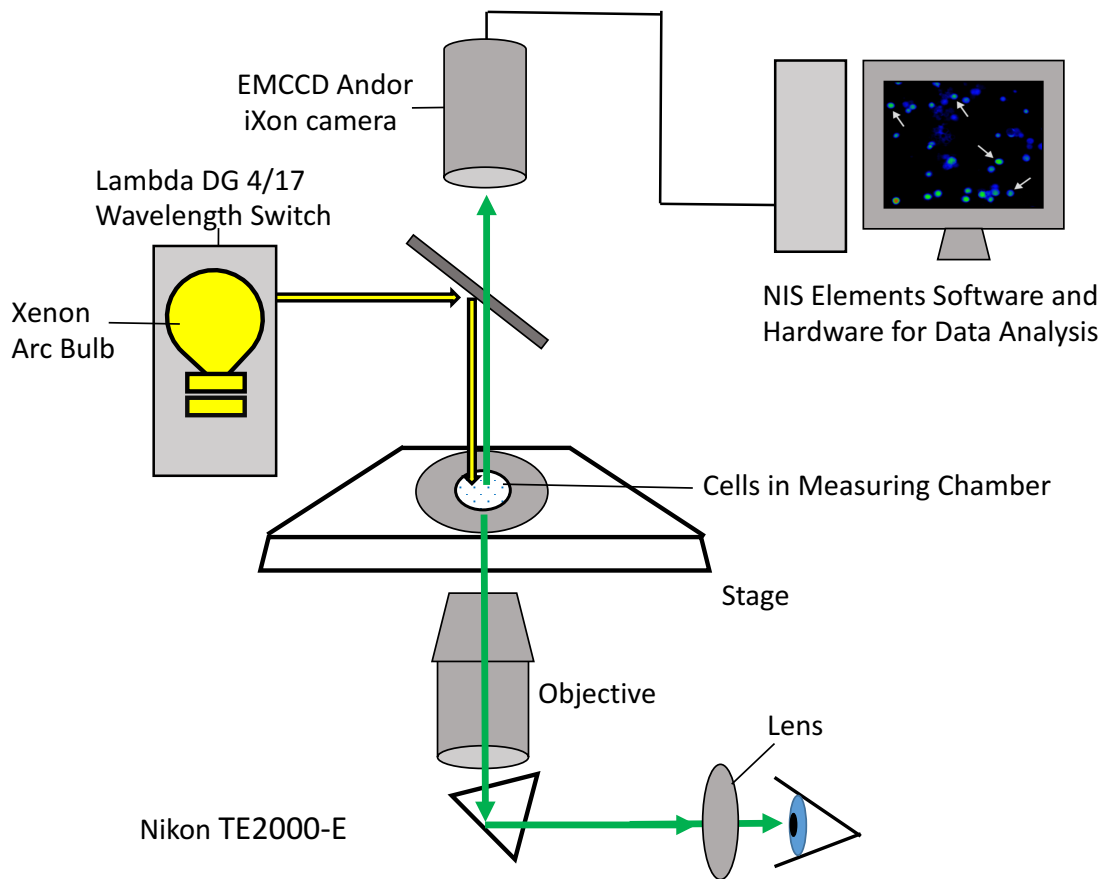 EMCCD Andor
iXon camera
Lambda DG 4/17
Wavelength Switch
Xenon
Arc Bulb
NIS Elements Software and
Hardware for Data Analysis
Cells in Measuring Chamber
Stage
Objective
Lens
Nikon TE2000-E